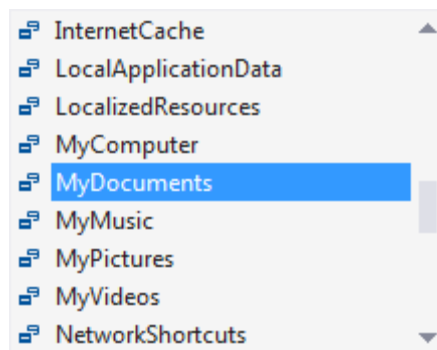 InternetCache
LocalApplicationData
LocalizedResources
MyComputer
MyDocuments
MyMusic
MyPictures
MyVideos
NetworkShortcuts